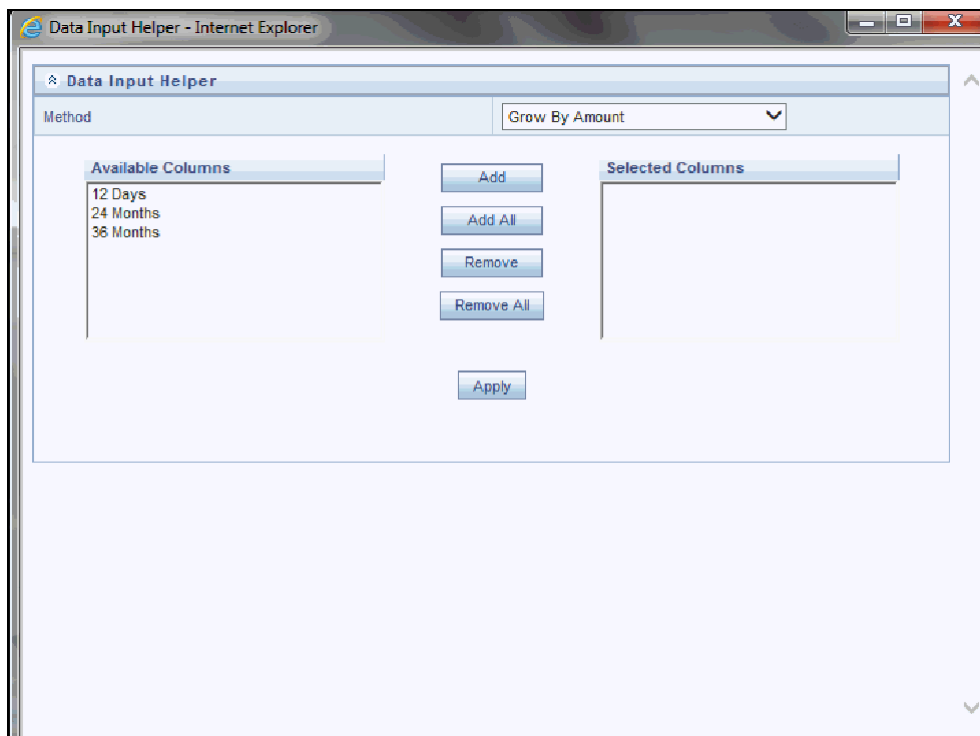 Data Input Helper - Internet Explorer
Data Input Helper
Method
Grow By Amount
Available Columns
12 Days
24 Months
36 Months
Add
Add All
Remove
Remove All
Selected Columns
Apply